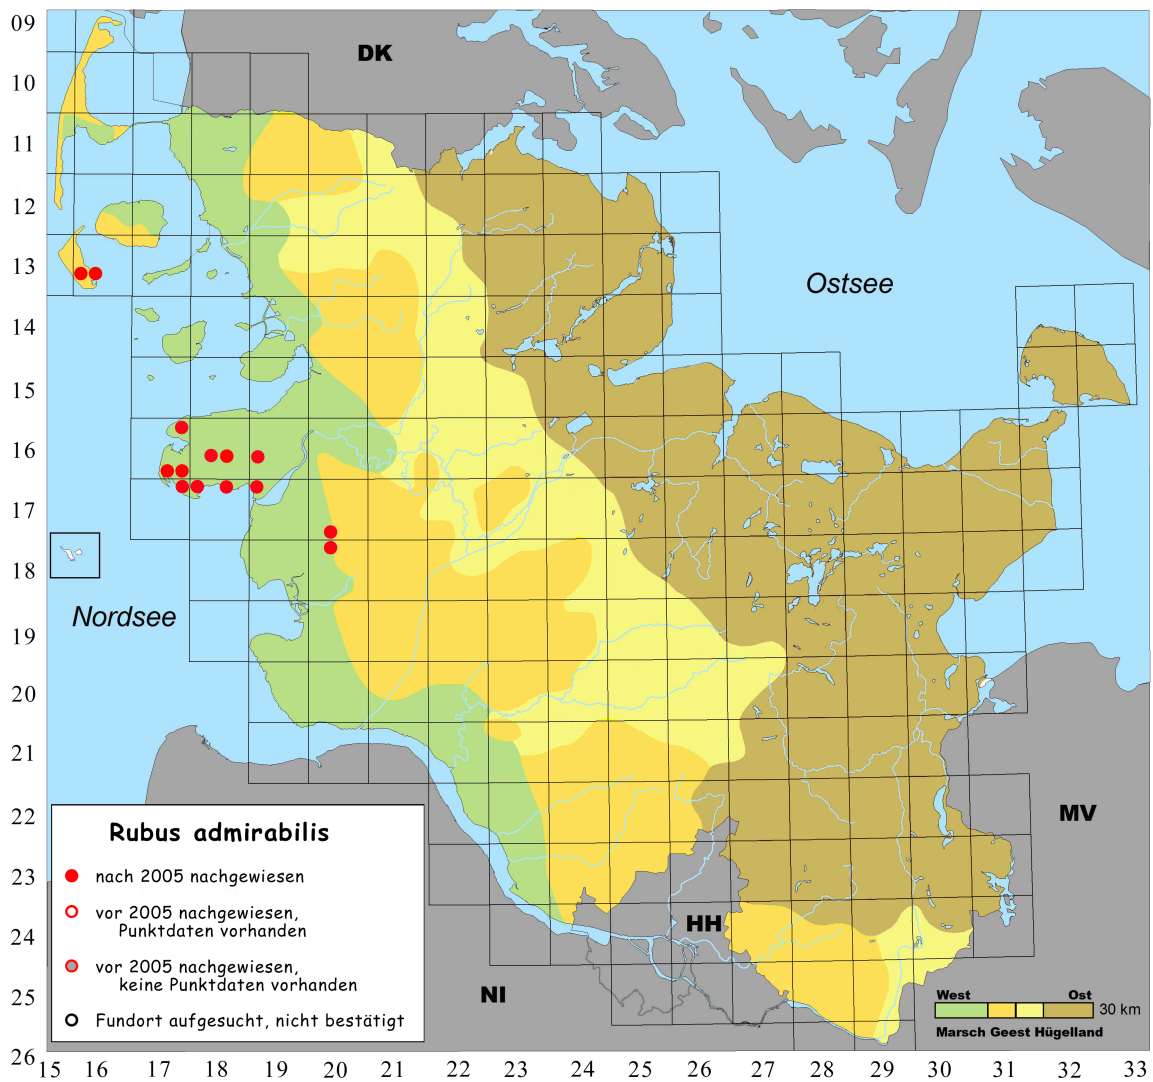 09
10
11
12
13
14
15
16
17
18
19
20
21
22
23
24
25
26
DK
Ostsee
Nordsee
MV
HH
NI
Rubus admirabilis
nach 2005 nachgewiesen
vor 2005 nachgewiesen,
Punktdaten vorhanden
vor 2005 nachgewiesen,
keine Punktdaten vorhanden
Fundort aufgesucht, nicht bestätigt
West Ost
30 km
Marsch Geest Hügelland
15 16 17 18 19 20 21 22 23 24 25 26 27 28 29 30 31 32 33